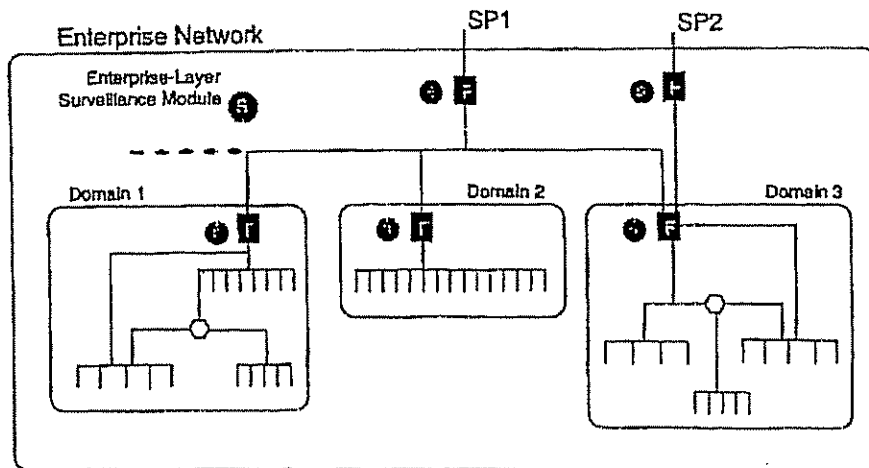 SP1
SP2
Enterprise Network
Enterprise-Layer
Surveillance Module
S
F
Domain 1
Domain 2
Domain 3
F